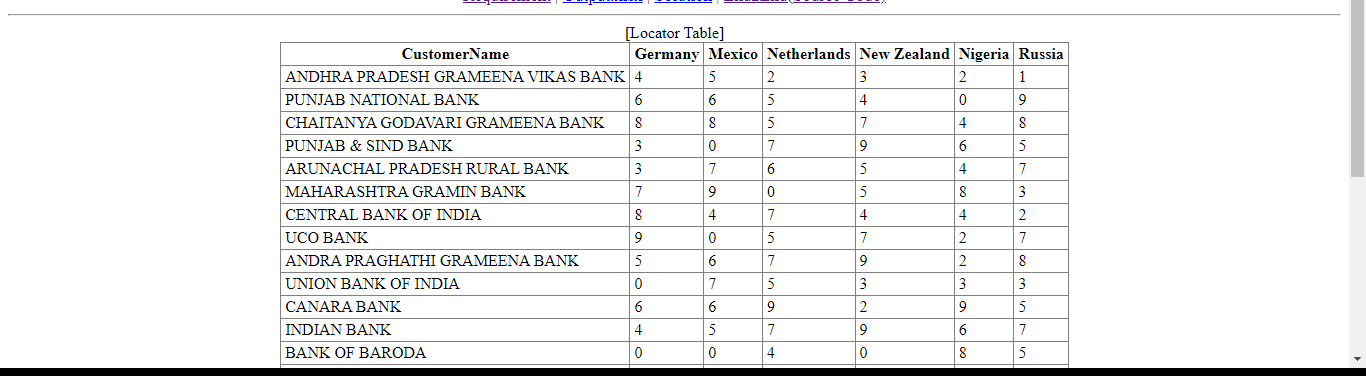 [Locator Table]
CustomerName Germany Mexico Netherlands New Zealand Nigeria Russia
ANDHRA PRADESH GRAMEENA VIKAS BANK 4 5 2 3 2 1
PUNJAB NATIONAL BANK 6 6 5 4 0 9
CHAITANYA GODAVARI GRAMEENA BANK 8 8 5 7 4 8
PUNJAB & SIND BANK 3 0 7 9 6 5
ARUNACHAL PRADESH RURAL BANK 3 7 6 5 4 7
MAHARASHTRA GRAMIN BANK 7 9 0 5 8 3
CENTRAL BANK OF INDIA 8 4 7 4 4 2
UCO BANK 9 0 5 7 2 7
ANDRA PRAGHATHI GRAMEENA BANK 5 6 7 9 2 8
UNION BANK OF INDIA 0 7 5 3 3 3
CANARA BANK 6 6 9 2 9 5
INDIAN BANK 4 5 7 9 6 7
BANK OF BARODA 0 0 4 0 8 5